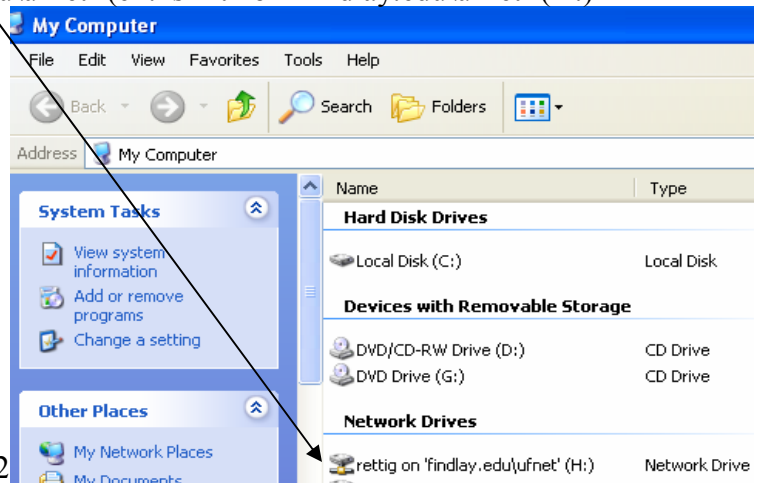 My Computer
File Edit View Favorites Tools Help
Back Search Folders
Address My Computer
Name Type
System Tasks
Hard Disk Drives
View system
information
Local Disk (C:) Local Disk
Add or remove
programs
Devices with Removable Storage
Change a setting
DVD/CD-RW Drive (D:) CD Drive
DVD Drive (G:) CD Drive
Other Places
Network Drives
My Network Places
2
rettig on 'findlay.edu\ufnet' (H:) Network Drive
My Documents